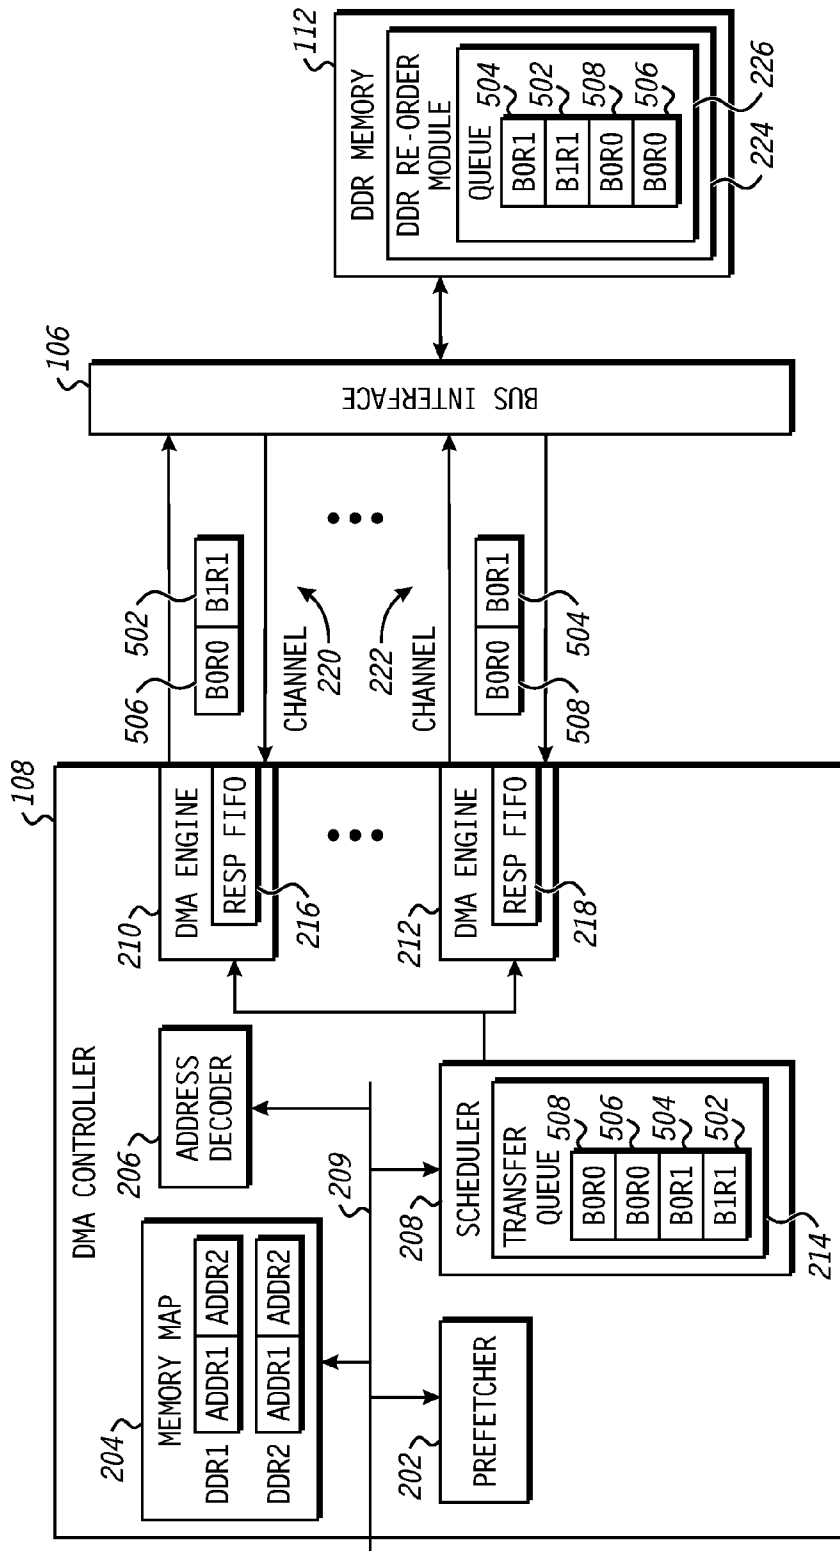 108
DMA CONTROLLER
204
MEMORY MAP
DDR1 ADDR1 ADDR2
DDR2 ADDR1 ADDR2
206
ADDRESS
DECODER
209
202
PREFETCHER
208
SCHEDULER
TRANSFER
QUEUE
B0R0 508
B0R0 506
B0R1 504
B1R1 502
214
210
DMA ENGINE
RESP FIFO
216
212
DMA ENGINE
RESP FIFO
218
506
502
B0R0 B1R1
CHANNEL
220
222
CHANNEL
B0R0 B0R1
508
504
106
BUS INTERFACE
112
DDR MEMORY
DDR RE-ORDER
MODULE
QUEUE
B0R1 504
B1R1 502
B0R0 508
B0R0 506
226
224